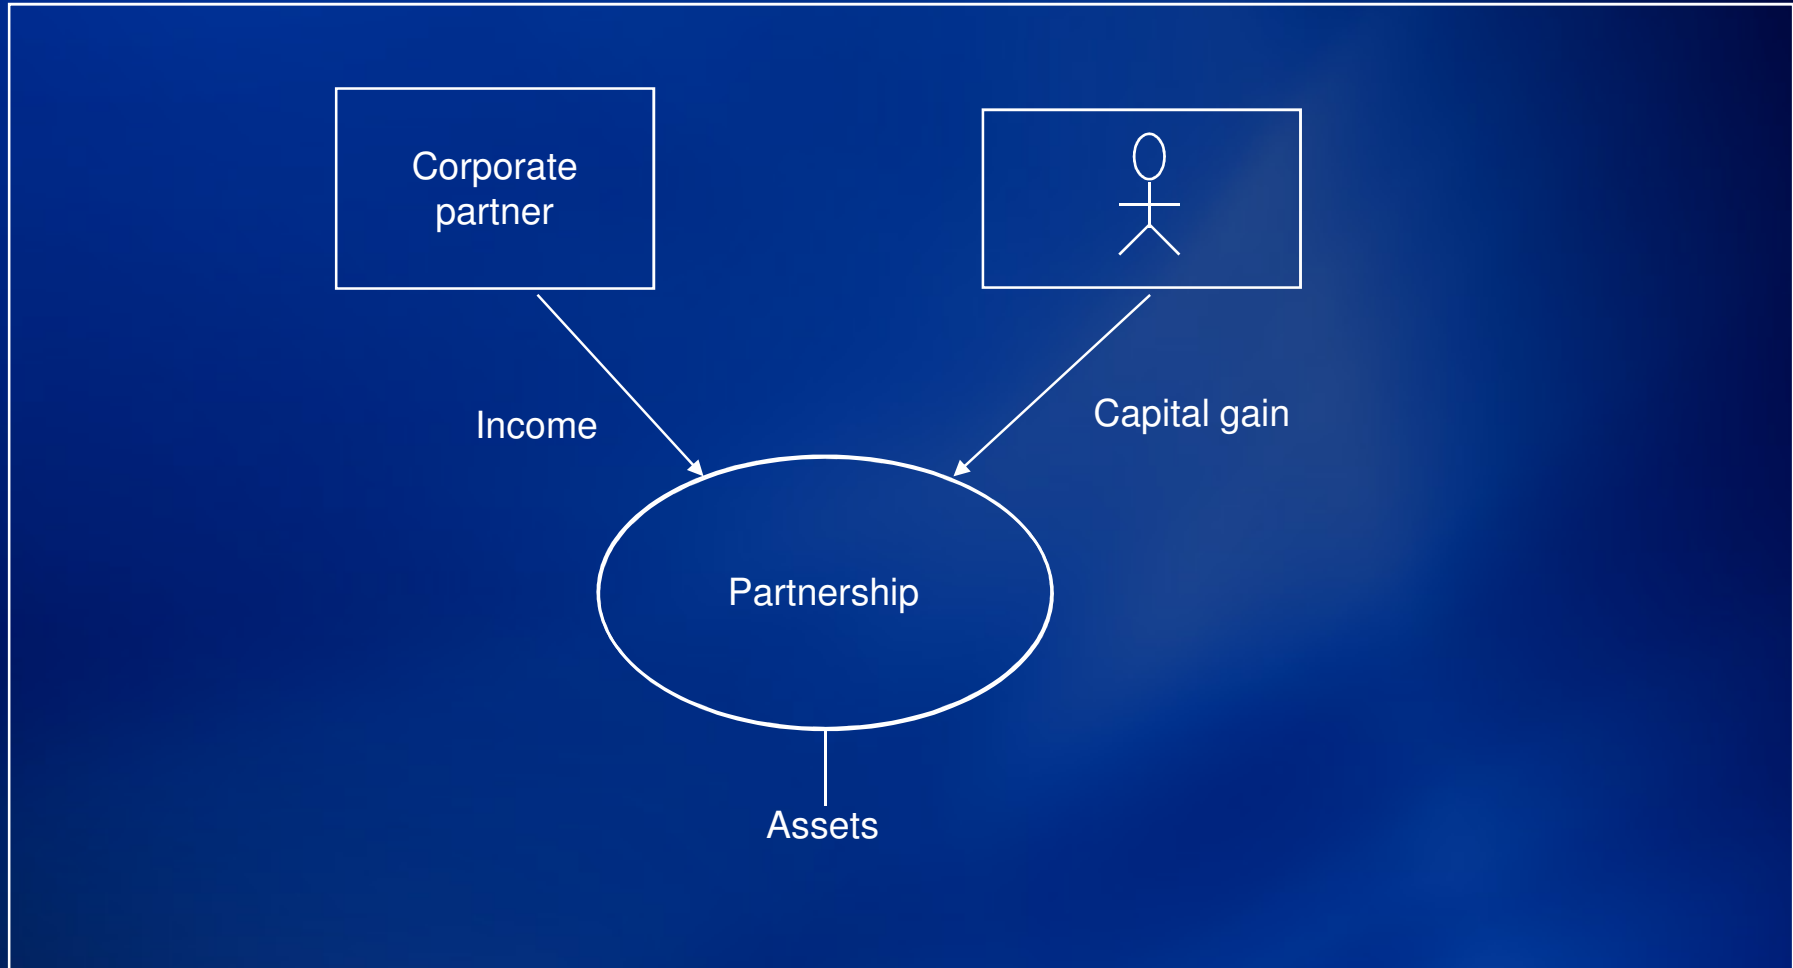 Corporate
partner
Income
Capital gain
Partnership
Assets